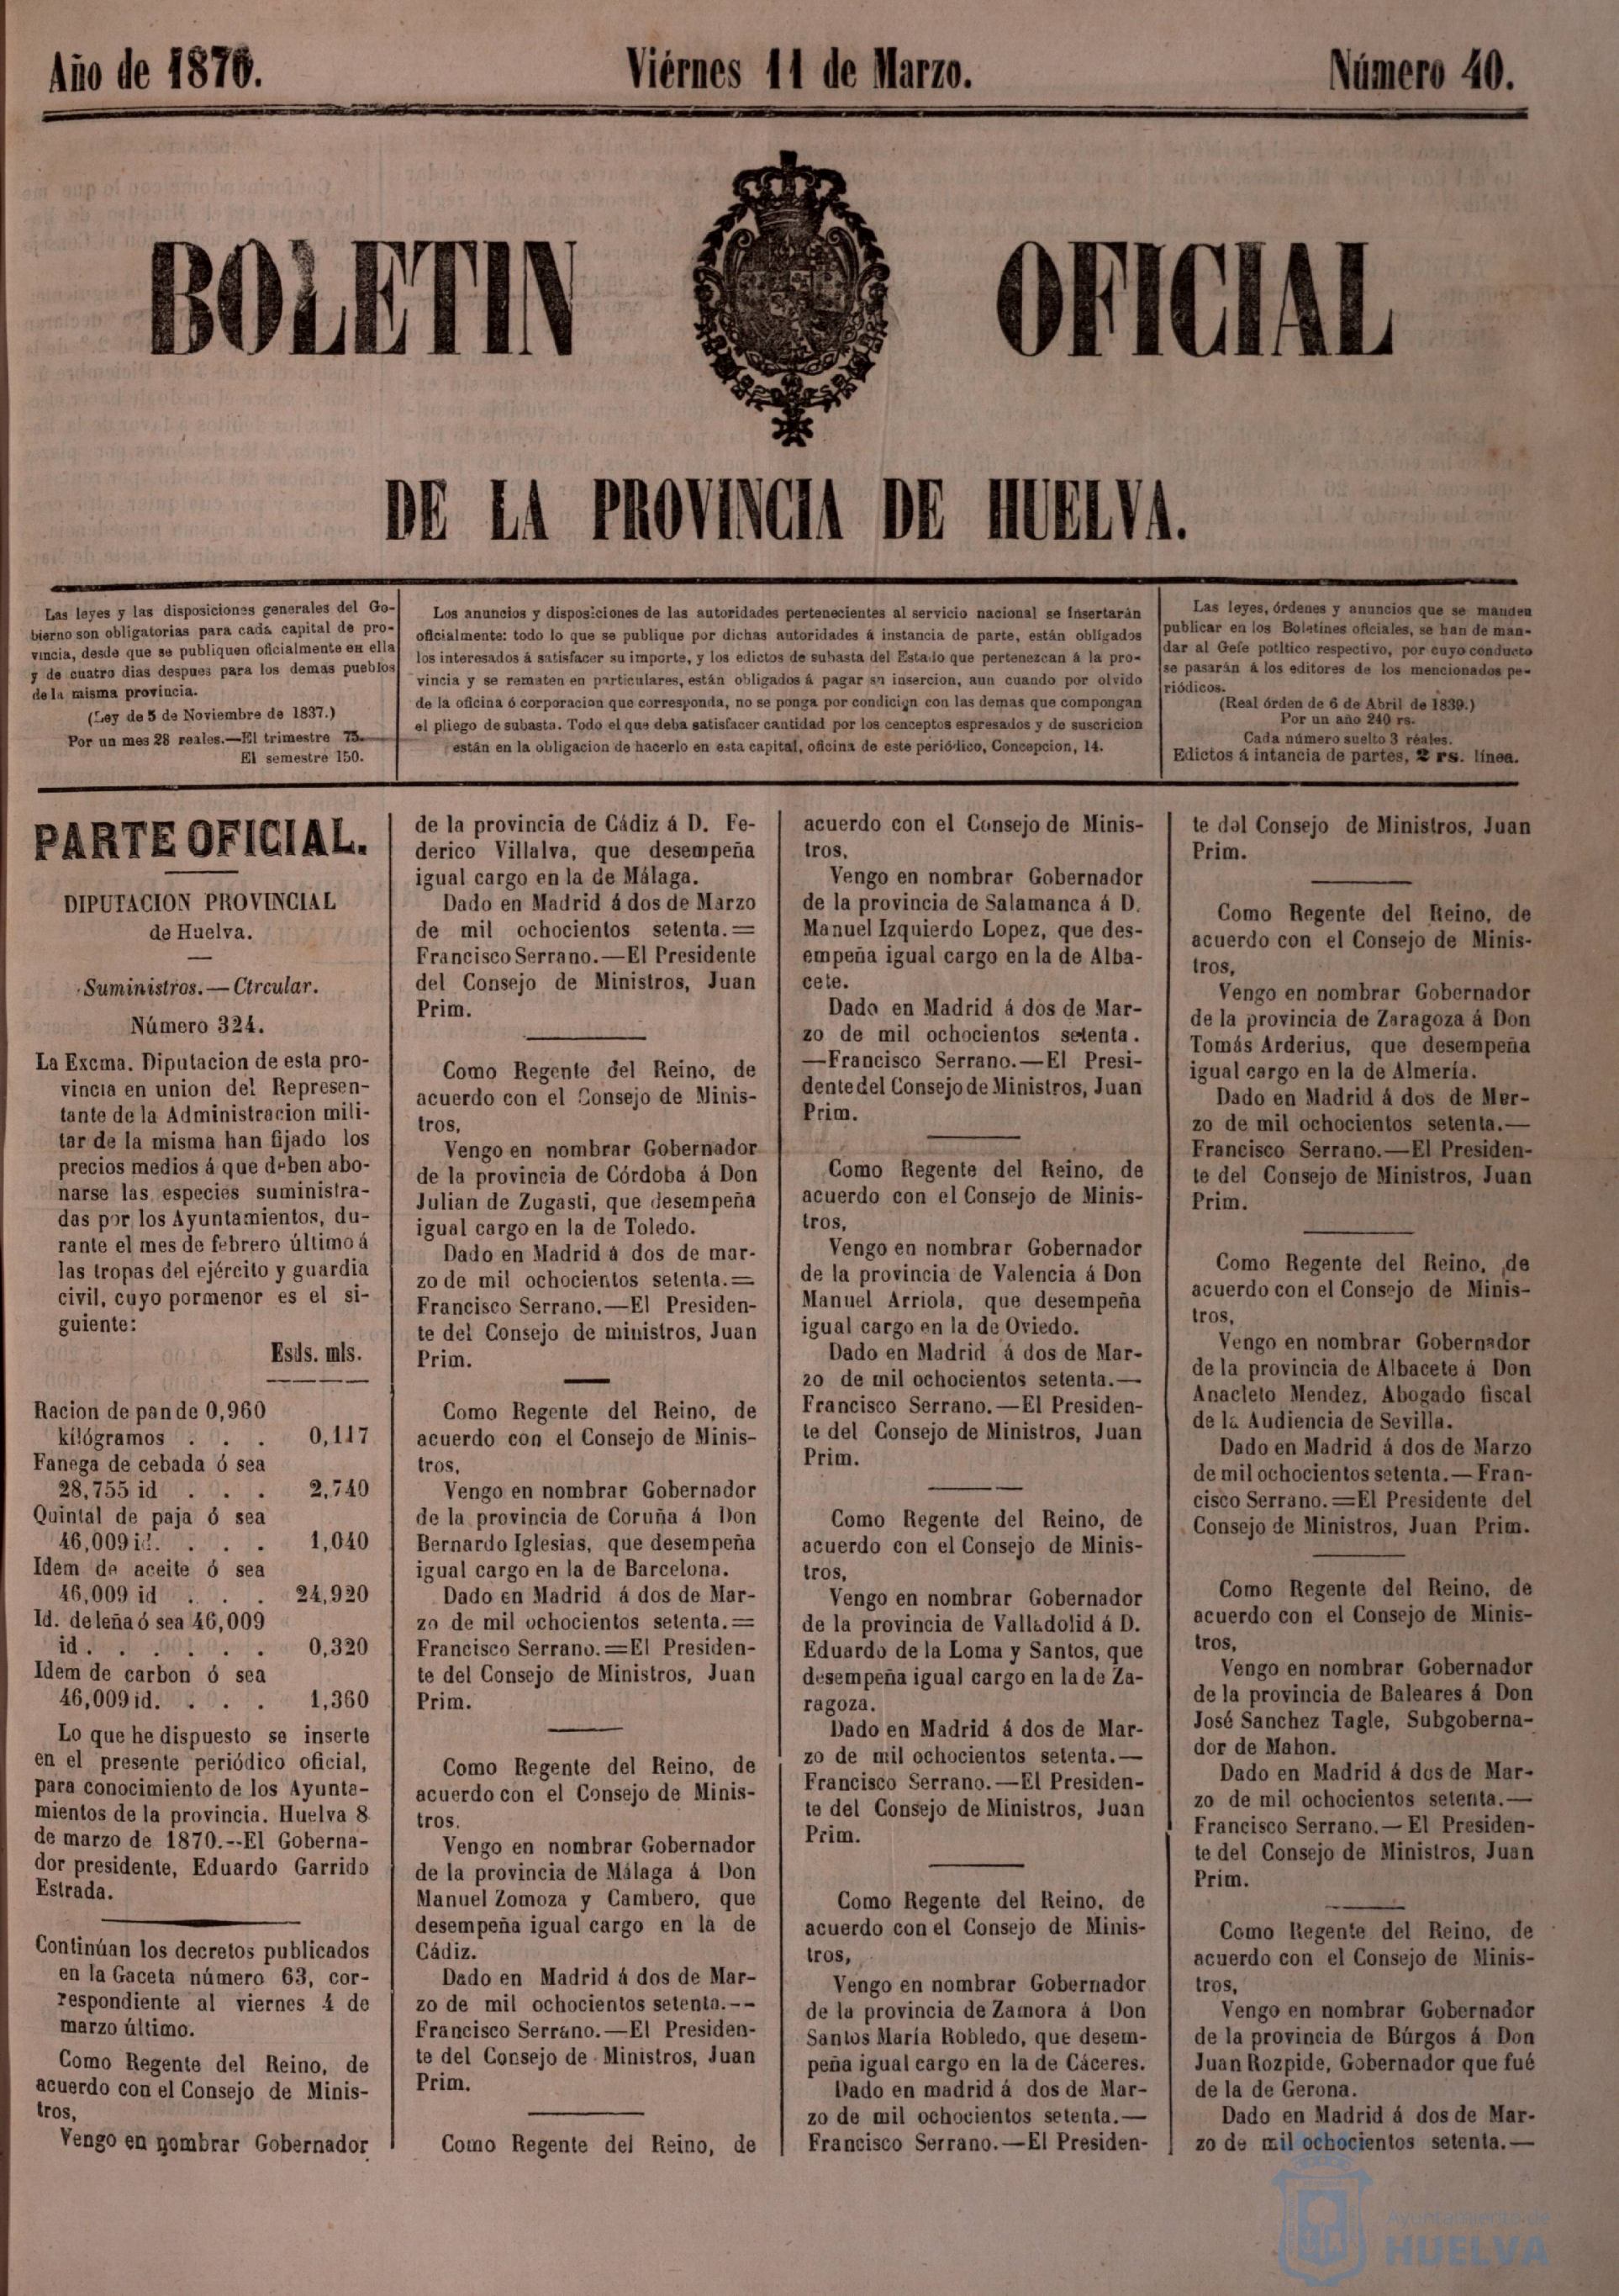 Año de 1870.
Viérnes 11 de Marzo.
Número 40.
BOLETIN OFICIAL
DE LA PROVINCIA DE HUELVA.
Las leyes y las disposiciones generales del Go-
bierno son obligatorias para cada capital de pro-
vincia, desde que se publiquen oficialmente en ella
y de cuatro dias despues para los demas pueblos
de la misma provincia.
(Ley de 5 de Noviembre de 1837.)
Por un mes 28 reales.—El trimestre 75.
El semestre 150.
Los anuncios y disposiciones de las autoridades pertenecientes al servicio nacional se insertarán
oficialmente: todo lo que se publique por dichas autoridades á instancia de parte, están obligados
los interesados á satisfacer su importe, y los edictos de subasta del Estado que pertenezcan á la pro-
vincia y se rematen en particulares, están obligados á pagar su insercion, aun cuando por olvido
de la oficina ó corporacion que corresponda, no se ponga por condicign con las demas que compongan
el pliego de subasta. Todo el que deba satisfacer cantidad por los cenceptos espresados y de suscricion
están en la obligacion de hacerlo en esta capital, oficina de este periódico, Concepcion, 14.
Las leyes, órdenes y anuncios que se manden
publicar en los Boletines oficiales, se han de man-
dar al Gefe potltico respectivo, por cuyo conducto
se pasarán á los editores de los mencionados pe-
riódicos.
(Real órden de 6 de Abril de 1839.)
Por un año 240 rs.
Cada número suelto 3 réales.
Edictos á intancia de partes, 2 rs. línea.
PARTE OFICIAL.
DIPUTACION PROVINCIAL
de Huelva.
Suministros.—Circular.
Número 324.
La Excma. Diputacion de esta pro-
vincia en union del Represen-
tante de la Administracion mili-
tar de la misma han fijado los
precios medios á que deben abo-
narse las especies suministra-
das por los Ayuntamientos, du-
rante el mes de febrero último á
las tropas del ejército y guardia
civil, cuyo pormenor es el si-
guiente:
Esds. mls.
Racion de pan de 0,960
kilógramos . . . 0,117
Fanega de cebada ó sea
28,755 id . . . 2,740
Quintal de paja ó sea
46,009 id. . . . 1,040
Idem de aceite ó sea
46,009 id . . . 24,920
Id. de leña ó sea 46,009
id . . . . . . 0,320
Idem de carbon ó sea
46,009 id. . . . 1,360
Lo que he dispuesto se inserte
en el presente periódico oficial,
para conocimiento de los Ayunta-
mientos de la provincia. Huelva 8
de marzo de 1870.--El Goberna-
dor presidente, Eduardo Garrido
Estrada.
Continúan los decretos publicados
en la Gaceta número 63, cor-
respondiente al viernes 4 de
marzo último.
Como Regente del Reino, de
acuerdo con el Consejo de Minis-
tros,
Vengo en nombrar Gobernador
de la provincia de Cádiz á D. Fe-
derico Villalva, que desempeña
igual cargo en la de Málaga.
Dado en Madrid á dos de Marzo
de mil ochocientos setenta.=
Francisco Serrano.—El Presidente
del Consejo de Ministros, Juan
Prim.
Como Regente del Reino, de
acuerdo con el Consejo de Minis-
tros,
Vengo en nombrar Gobernador
de la provincia de Córdoba á Don
Julian de Zugasti, que desempeña
igual cargo en la de Toledo.
Dado en Madrid á dos de mar-
zo de mil ochocientos setenta.=
Francisco Serrano.—El Presiden-
te del Consejo de ministros, Juan
Prim.
Como Regente del Reino, de
acuerdo con el Consejo de Minis-
tros,
Vengo en nombrar Gobernador
de la provincia de Coruña á Don
Bernardo Iglesias, que desempeña
igual cargo en la de Barcelona.
Dado en Madrid á dos de Mar-
zo de mil ochocientos setenta.=
Francisco Serrano.=El Presiden-
te del Consejo de Ministros, Juan
Prim.
Como Regente del Reino, de
acuerdo con el Consejo de Minis-
tros.
Vengo en nombrar Gobernador
de la provincia de Málaga á Don
Manuel Zomoza y Cambero, que
desempeña igual cargo en la de
Cádiz.
Dado en Madrid á dos de Mar-
zo de mil ochocientos setenta.--
Francisco Serrano.—El Presiden-
te del Consejo de Ministros, Juan
Prim.
Como Regente del Reino, de
acuerdo con el Consejo de Minis-
tros,
Vengo en nombrar Gobernador
de la provincia de Salamanca á D.
Manuel Izquierdo Lopez, que des-
empeña igual cargo en la de Alba-
cete.
Dado en Madrid á dos de Mar-
zo de mil ochocientos setenta.
—Francisco Serrano.—El Presi-
dente del Consejo de Ministros, Juan
Prim.
Como Regente del Reino, de
acuerdo con el Consejo de Minis-
tros,
Vengo en nombrar Gobernador
de la provincia de Valencia á Don
Manuel Arriola, que desempeña
igual cargo en la de Oviedo.
Dado en Madrid á dos de Mar-
zo de mil ochocientos setenta.—
Francisco Serrano.—El Presiden-
te del Consejo de Ministros, Juan
Prim.
Como Regente del Reino, de
acuerdo con el Consejo de Minis-
tros,
Vengo en nombrar Gobernador
de la provincia de Valladolid á D.
Eduardo de la Loma y Santos, que
desempeña igual cargo en la de Za-
ragoza.
Dado en Madrid á dos de Mar-
zo de mil ochocientos setenta.—
Francisco Serrano.—El Presiden-
te del Consejo de Ministros, Juan
Prim.
Como Regente del Reino, de
acuerdo con el Consejo de Minis-
tros,
Vengo en nombrar Gobernador
de la provincia de Zamora á Don
Santos María Robledo, que desem-
peña igual cargo en la de Cáceres.
Dado en madrid á dos de Mar-
zo de mil ochocientos setenta.—
Francisco Serrano.—El Presiden-
te del Consejo de Ministros, Juan
Prim.
Como Regente del Reino, de
acuerdo con el Consejo de Minis-
tros,
Vengo en nombrar Gobernador
de la provincia de Zaragoza á Don
Tomás Arderius, que desempeña
igual cargo en la de Almería.
Dado en Madrid á dos de Mer-
zo de mil ochocientos setenta.—
Francisco Serrano.—El Presiden-
te del Consejo de Ministros, Juan
Prim.
Como Regente del Reino, de
acuerdo con el Consejo de Minis-
tros,
Vengo en nombrar Gobernador
de la provincia de Albacete á Don
Anacleto Mendez, Abogado fiscal
de la Audiencia de Sevilla.
Dado en Madrid á dos de Marzo
de mil ochocientos setenta.—Fran-
cisco Serrano.=El Presidente del
Consejo de Ministros, Juan Prim.
Como Regente del Reino, de
acuerdo con el Consejo de Minis-
tros,
Vengo en nombrar Gobernador
de la provincia de Baleares á Don
José Sanchez Tagle, Subgoberna-
dor de Mahon.
Dado en Madrid á dos de Mar-
zo de mil ochocientos setenta.—
Francisco Serrano.—El Presiden-
te del Consejo de Ministros, Juan
Prim.
Como Regente del Reino, de
acuerdo con el Consejo de Minis-
tros,
Vengo en nombrar Gobernador
de la provincia de Búrgos á Don
Juan Rozpide, Gobernador que fué
de la de Gerona.
Dado en Madrid á dos de Mar-
zo de mil ochocientos setenta.—
Ayuntamiento de
HUELVA